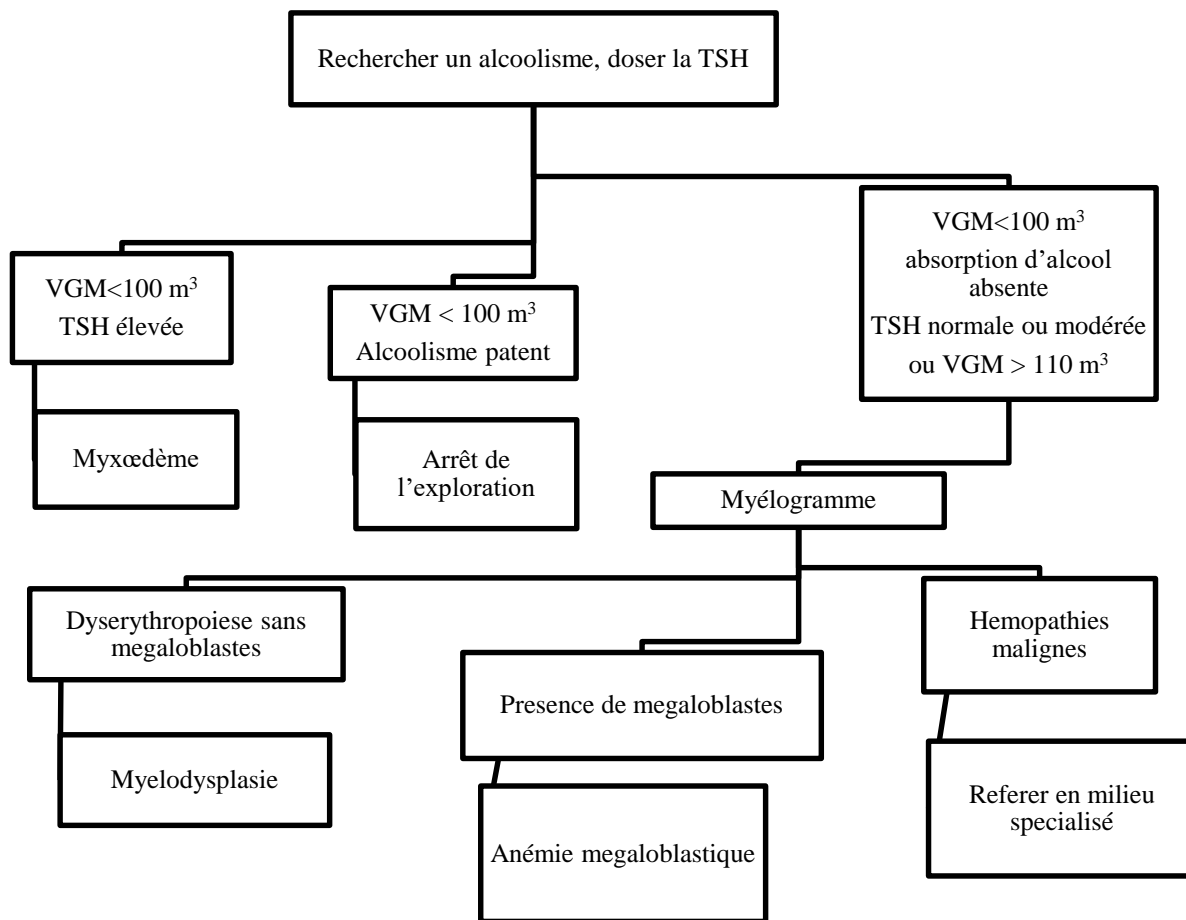 Rechercher un alcoolisme, doser la TSH
VGM<100 m³
TSH élevée
VGM < 100 m³
Alcoolisme patent
VGM<100 m³
absorption d’alcool
absente
TSH normale ou modérée
ou VGM > 110 m³
Myxœdème
Arrêt de
l’exploration
Myélogramme
Dyserythropoiese sans
megaloblastes
Presence de megaloblastes
Hemopathies
malignes
Myelodysplasie
Anémie megaloblastique
Referer en milieu
specialisé